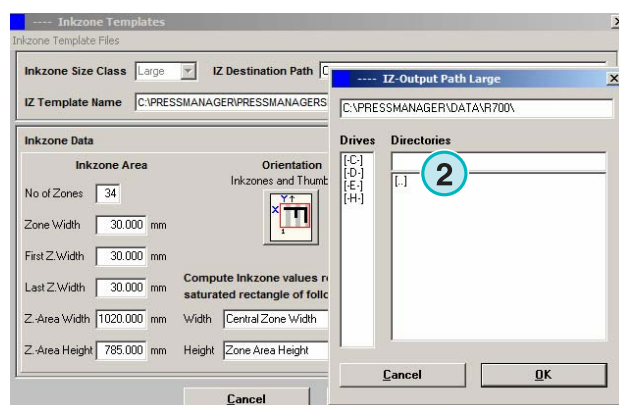 ---- Inkzone Templates
Inkzone Template Files
Inkzone Size Class Large IZ Destination Path C
IZ Template Name C:\PRESSMANAGER\PRESSMANAGERS
Inkzone Data
Inkzone Area
No of Zones 34
Zone Width 30.000 mm
First Z.Width 30.000 mm
Last Z.Width 30.000 mm
Z.-Area Width 1020.000 mm
Z.-Area Height 785.000 mm
Orientation
Inkzones and Thumb
Y
X
1
Compute Inkzone values r
saturated rectangle of follo
Width Central Zone Width
Height Zone Area Height
Cancel
---- IZ-Output Path Large
C:\PRESSMANAGER\DATA\R700\
Drives Directories
[-C-]
[-D-]
[-E-]
[-H-]
[..]
2
Cancel OK